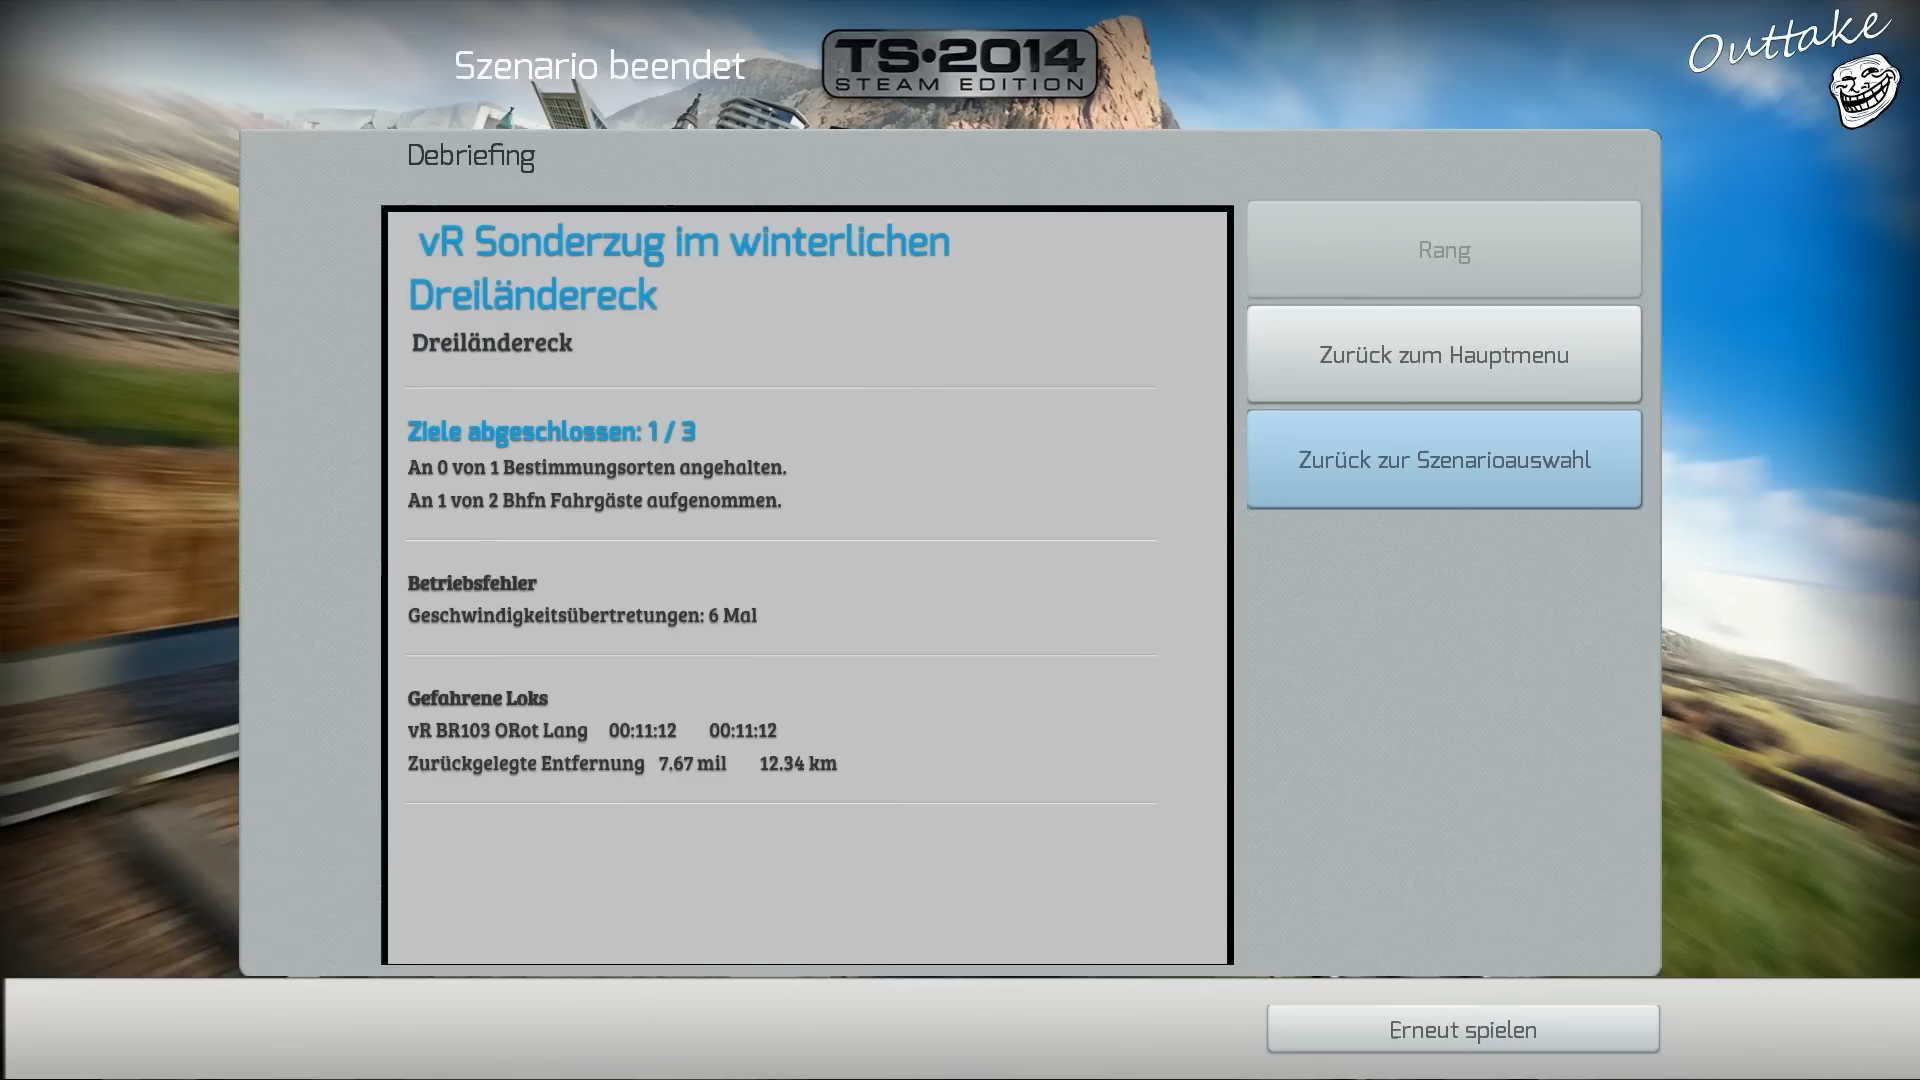 Szenario beendet
TS•2014
STEAM EDITION
Outtake
Debriefing
vR Sonderzug im winterlichen
Dreiländereck
Dreiländereck
Ziele abgeschlossen: 1 / 3
An 0 von 1 Bestimmungsorten angehalten.
An 1 von 2 Bhfn Fahrgäste aufgenommen.
Betriebsfehler
Geschwindigkeitsübertretungen: 6 Mal
Gefahrene Loks
vR BR103 ORot Lang 00:11:12 00:11:12
Zurückgelegte Entfernung 7.67 mil 12.34 km
Rang
Zurück zum Hauptmenu
Zurück zur Szenarioauswahl
Erneut spielen